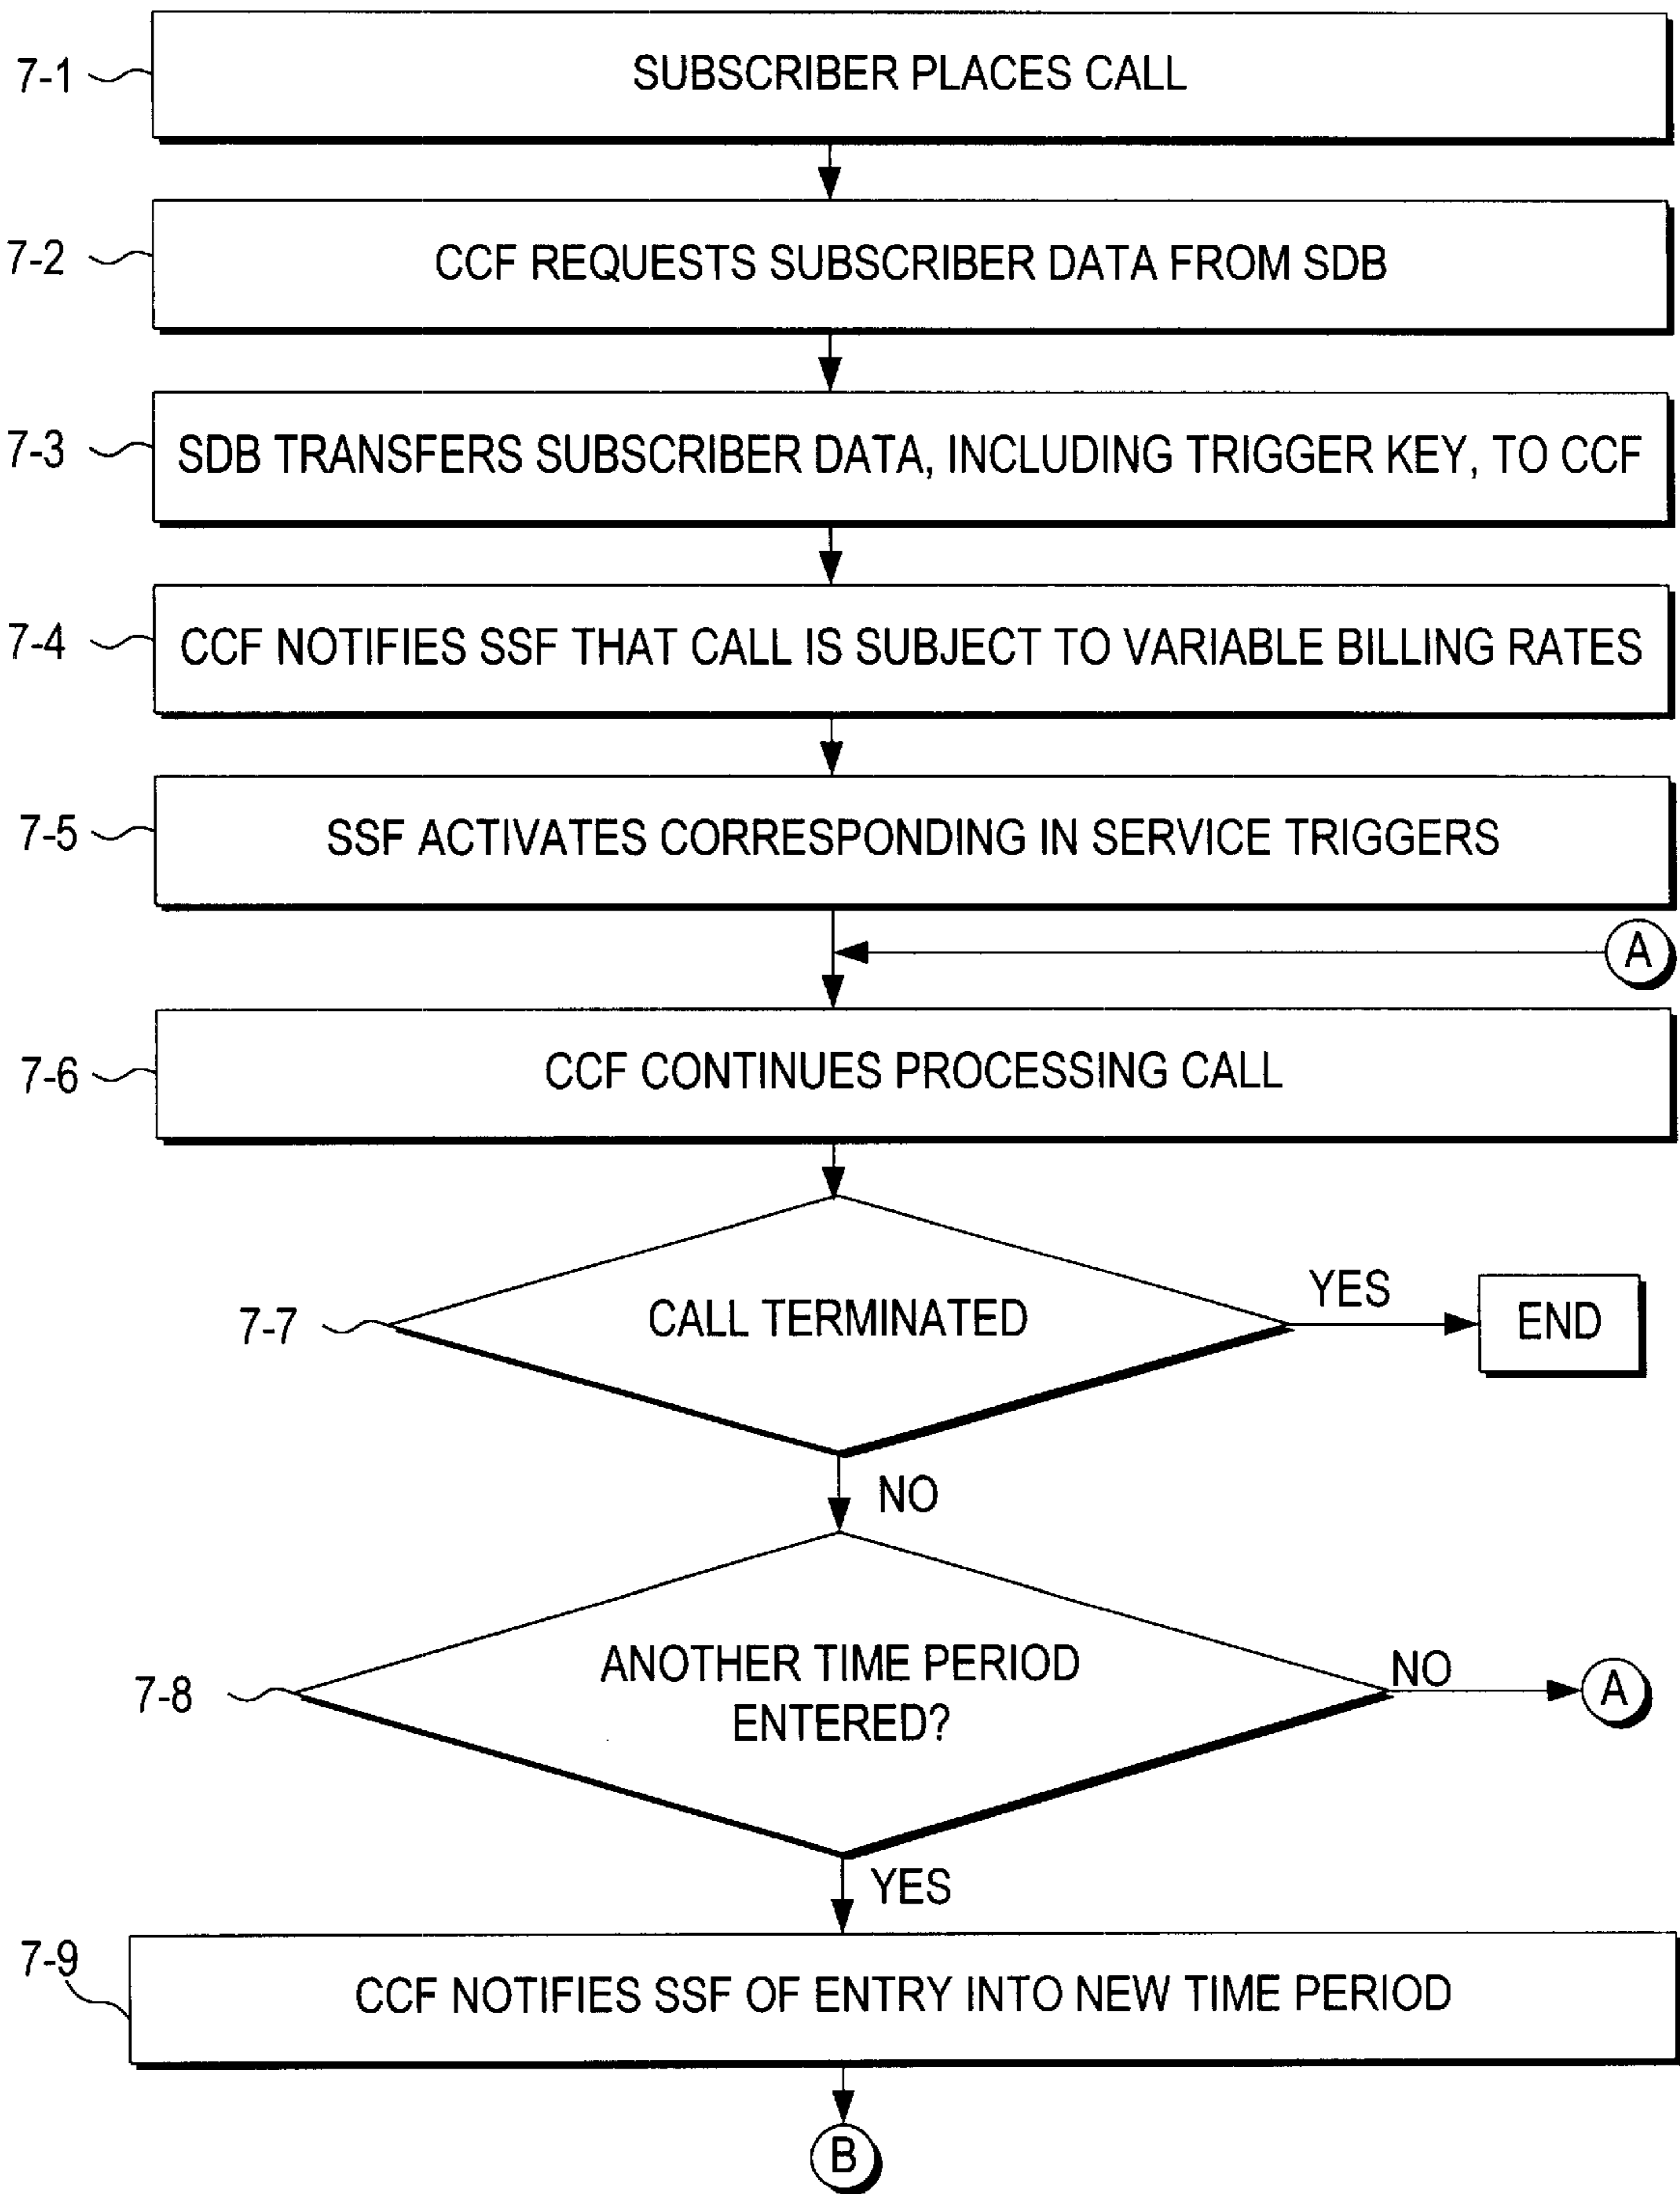 7-1
SUBSCRIBER PLACES CALL
7-2
CCF REQUESTS SUBSCRIBER DATA FROM SDB
7-3
SDB TRANSFERS SUBSCRIBER DATA, INCLUDING TRIGGER KEY, TO CCF
7-4
CCF NOTIFIES SSF THAT CALL IS SUBJECT TO VARIABLE BILLING RATES
7-5
SSF ACTIVATES CORRESPONDING IN SERVICE TRIGGERS
A
7-6
CCF CONTINUES PROCESSING CALL
7-7
CALL TERMINATED
YES
END
NO
7-8
ANOTHER TIME PERIOD
ENTERED?
NO
A
YES
7-9
CCF NOTIFIES SSF OF ENTRY INTO NEW TIME PERIOD
B